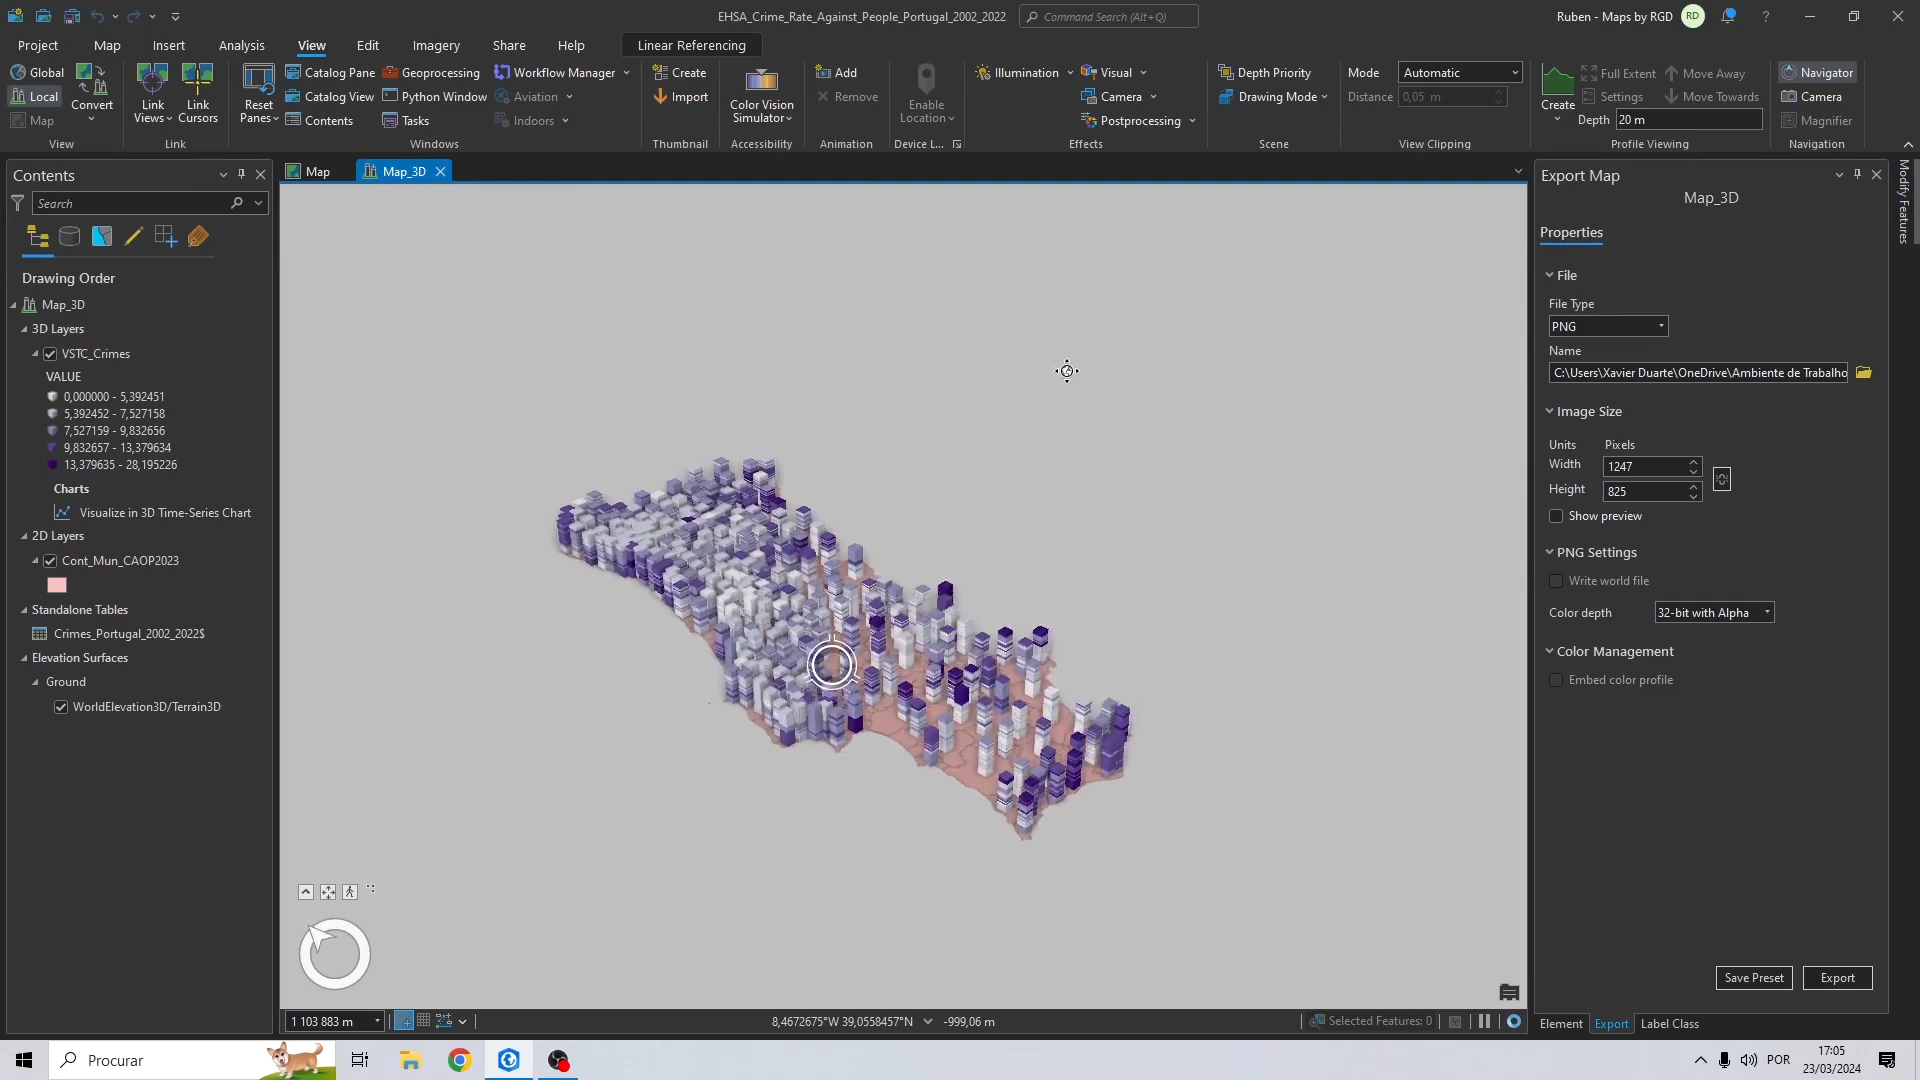 EHSA_Crime_Rate_Against_People_Portugal_2002_2022
Command Search (Alt+Q)
Ruben - Maps by RGD
RD
?
Project
Map
Insert
Analysis
View
Edit
Imagery
Share
Help
Linear Referencing
Global
Local
Map
Convert
View
Link Views
Link Cursors
Link
Reset Panes
Catalog Pane
Catalog View
Contents
Geoprocessing
Python Window
Tasks
Workflow Manager
Aviation
Indoors
Windows
Create
Import
Thumbnail
Color Vision Simulator
Accessibility
Add
Remove
Animation
Enable Location
Device L...
Illumination
Visual
Camera
Postprocessing
Effects
Depth Priority
Drawing Mode
Scene
Mode
Automatic
Distance
0,05 m
View Clipping
Create
Full Extent
Move Away
Settings
Move Towards
Depth
20 m
Profile Viewing
Navigator
Camera
Magnifier
Navigation
Contents
Search
Drawing Order
Map_3D
3D Layers
VSTC_Crimes
VALUE
0,000000 - 5,392451
5,392452 - 7,527158
7,527159 - 9,832656
9,832657 - 13,379634
13,379635 - 28,195226
Charts
Visualize in 3D Time-Series Chart
2D Layers
Cont_Mun_CAOP2023
Standalone Tables
Crimes_Portugal_2002_2022$
Elevation Surfaces
Ground
WorldElevation3D/Terrain3D
Map
Map_3D
1 103 883 m
8,4672675°W 39,0558457°N
-999,06 m
Selected Features: 0
Export Map
Map_3D
Properties
File
File Type
PNG
Name
C:\Users\Xavier Duarte\OneDrive\Ambiente de Trabalho
Image Size
Units
Pixels
Width
1247
Height
825
Show preview
PNG Settings
Write world file
Color depth
32-bit with Alpha
Color Management
Embed color profile
Save Preset
Export
Element
Export
Label Class
Modify Features
Procurar
POR
17:05
23/03/2024